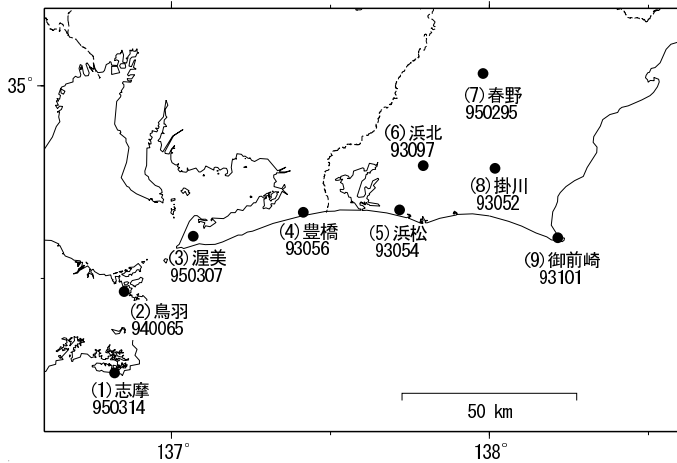 35°
(7)春野
950295
(6)浜北
93097
(8)掛川
93052
(4)豊橋
93056
(5)浜松
93054
(3)渥美
950307
(9)御前崎
93101
(2)鳥羽
940065
(1)志摩
950314
50 km
137°
138°